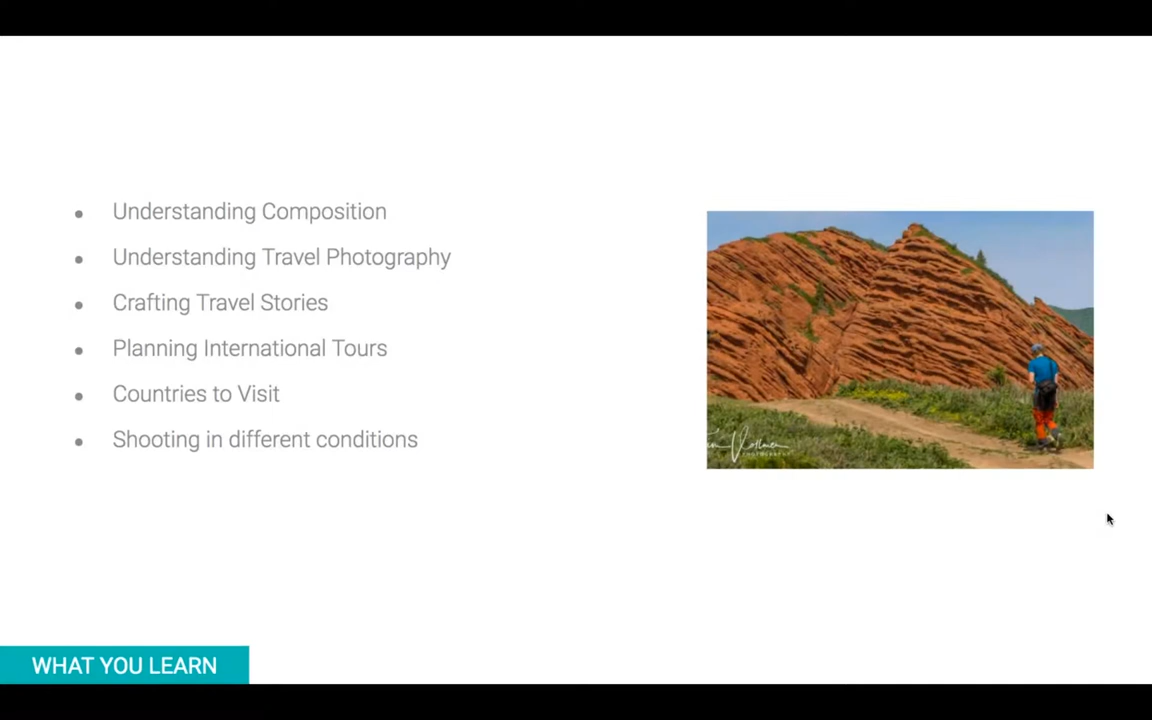 Understanding Composition
Understanding Travel Photography
Crafting Travel Stories
Planning International Tours
Countries to Visit
Shooting in different conditions
PHOTOGRAPHY
WHAT YOU LEARN